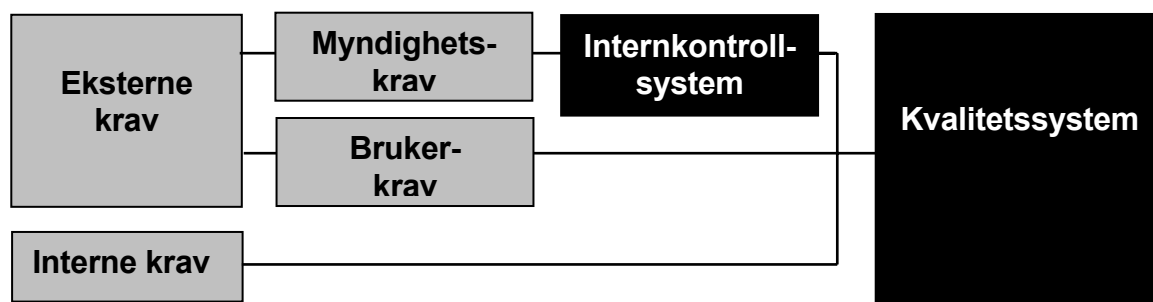 Eksterne
krav
Myndighets-
krav
Internkontroll-
system
Kvalitetssystem
Bruker-
krav
Interne krav